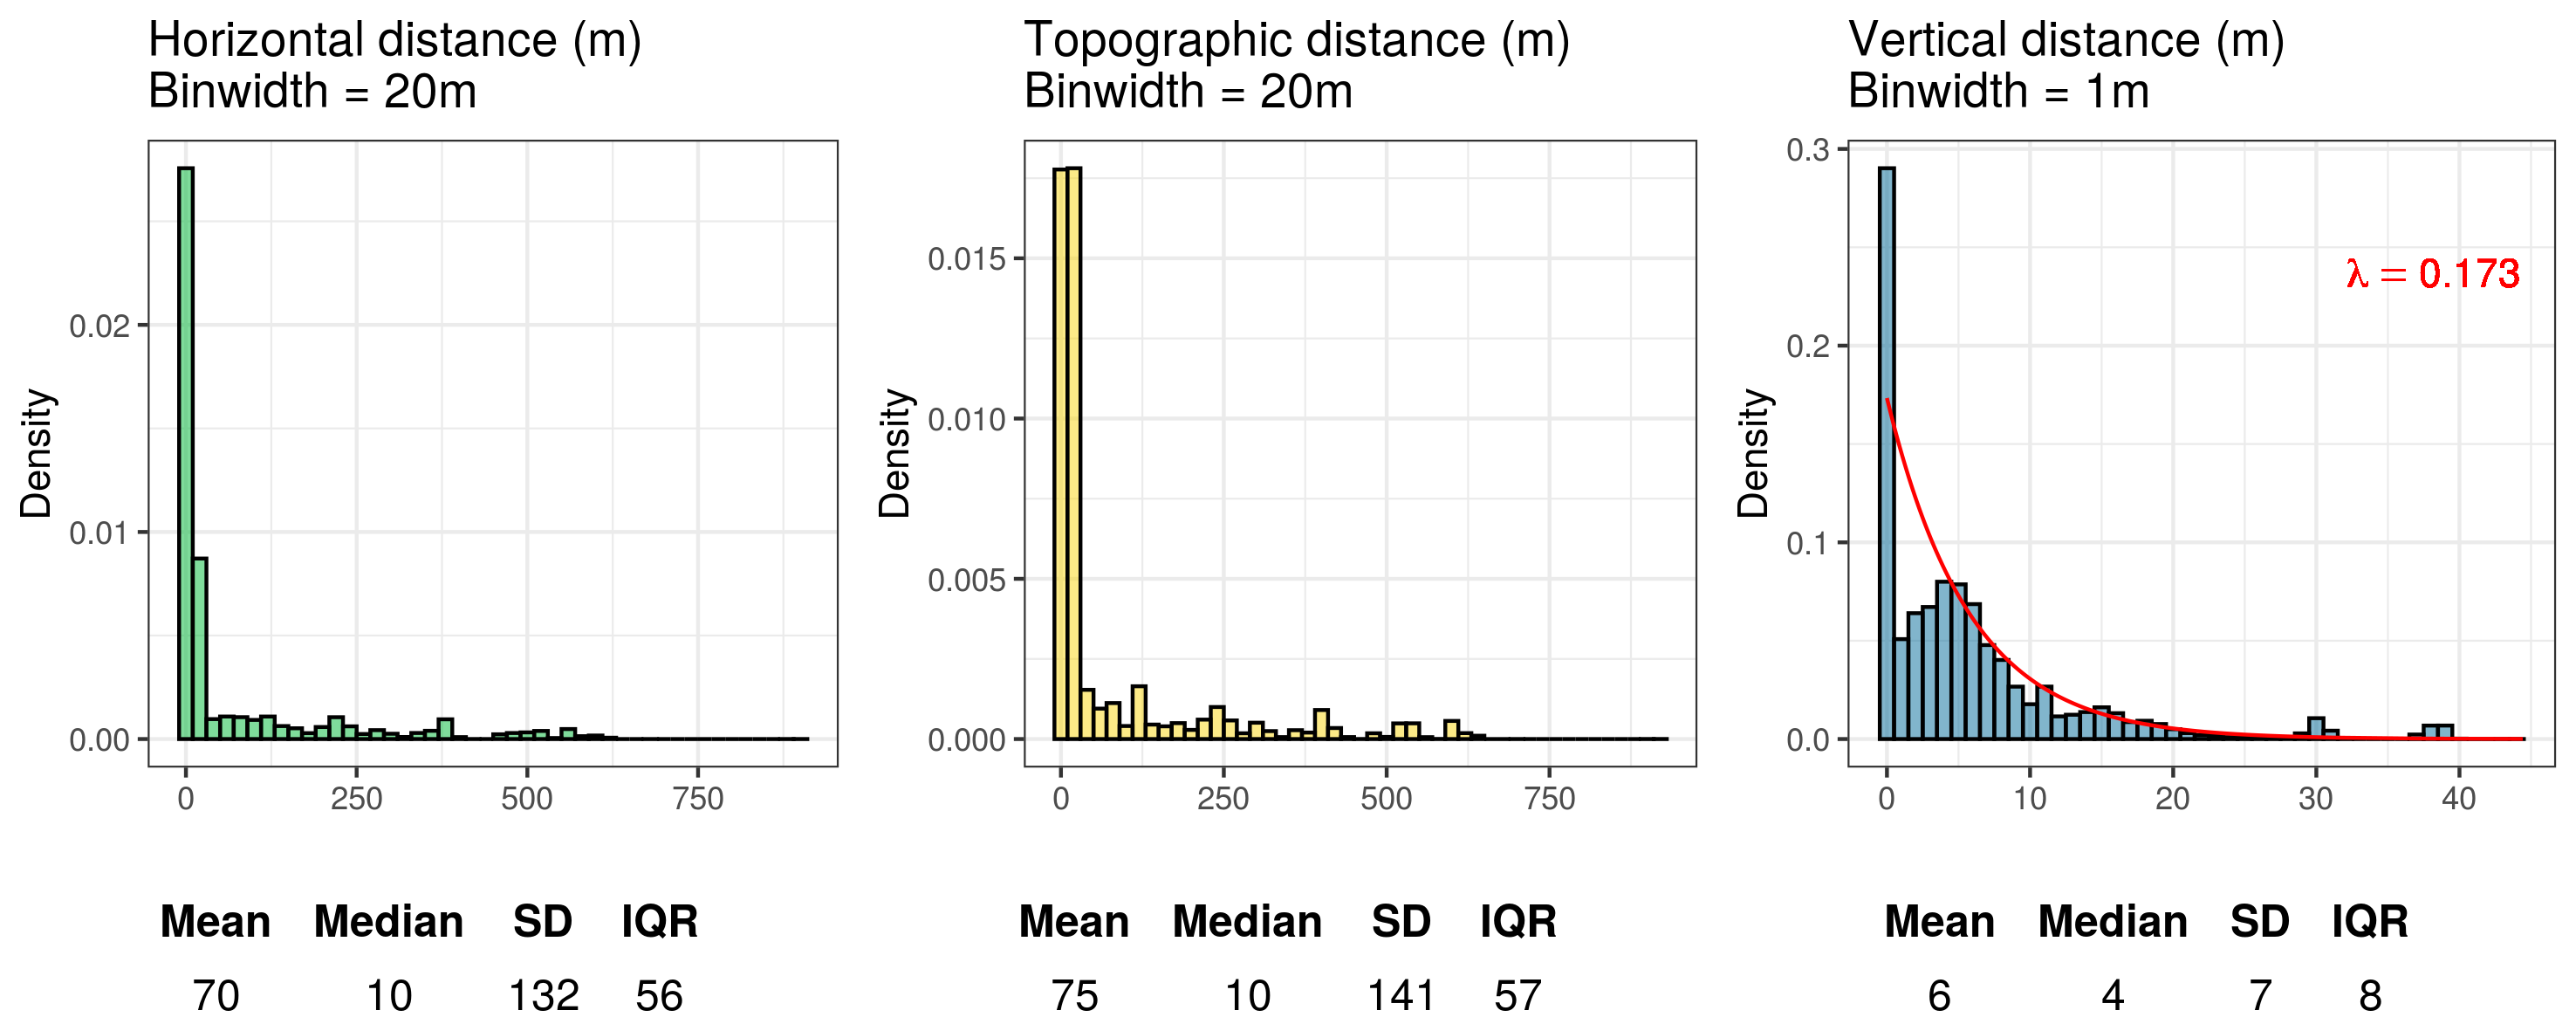 Horizontal distance (m)
Binwidth = 20m
Density
0.02
0.01
0.00
0 250 500 750
Mean Median SD IQR
70 10 132 56
Topographic distance (m)
Binwidth = 20m
Density
0.015
0.010
0.005
0.000
0 250 500 750
Mean Median SD IQR
75 10 141 57
Vertical distance (m)
Binwidth = 1m
Density
0.3
0.2
0.1
0.0
λ = 0.173
0 10 20 30 40
Mean Median SD IQR
6 4 7 8